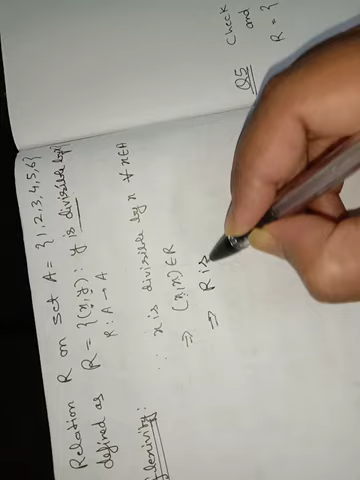 Relation R on set A = {1,2,3,4,5,6}
defined as R = {(x,y) : y is divisible by x}
R : A → A
flexivity : ∵ x is divisible by x ∀ x∈A
⇒ (x,x) ∈ R
⇒ R is
Q5 Check
and
R = {